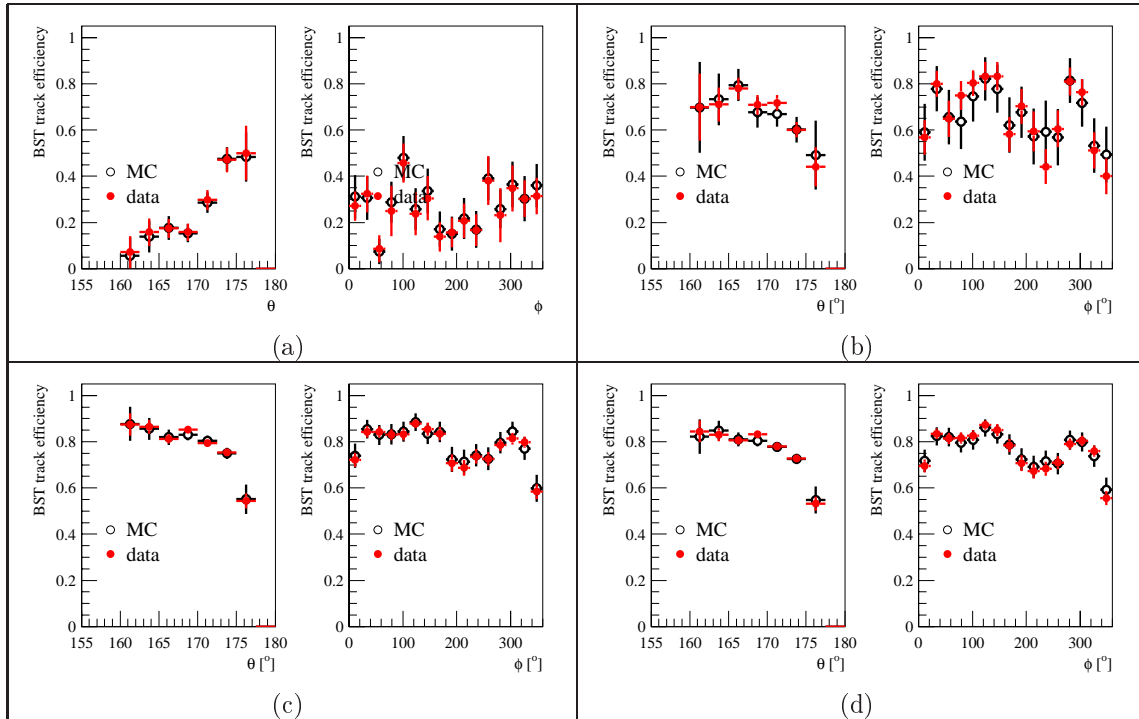 BST track efficiency
1
0.8
0.6
0.4
0.2
0
MC
data
155 160 165 170 175 180
θ
BST track efficiency
1
0.8
0.6
0.4
0.2
0
MC
data
0 100 200 300
ϕ
(a)
BST track efficiency
1
0.8
0.6
0.4
0.2
0
MC
data
155 160 165 170 175 180
θ [o]
BST track efficiency
1
0.8
0.6
0.4
0.2
0
MC
data
0 100 200 300
ϕ [o]
(b)
BST track efficiency
1
0.8
0.6
0.4
0.2
0
MC
data
155 160 165 170 175 180
θ [o]
BST track efficiency
1
0.8
0.6
0.4
0.2
0
MC
data
0 100 200 300
ϕ [o]
(c)
BST track efficiency
1
0.8
0.6
0.4
0.2
0
MC
data
155 160 165 170 175 180
θ [o]
BST track efficiency
1
0.8
0.6
0.4
0.2
0
MC
data
0 100 200 300
ϕ [o]
(d)